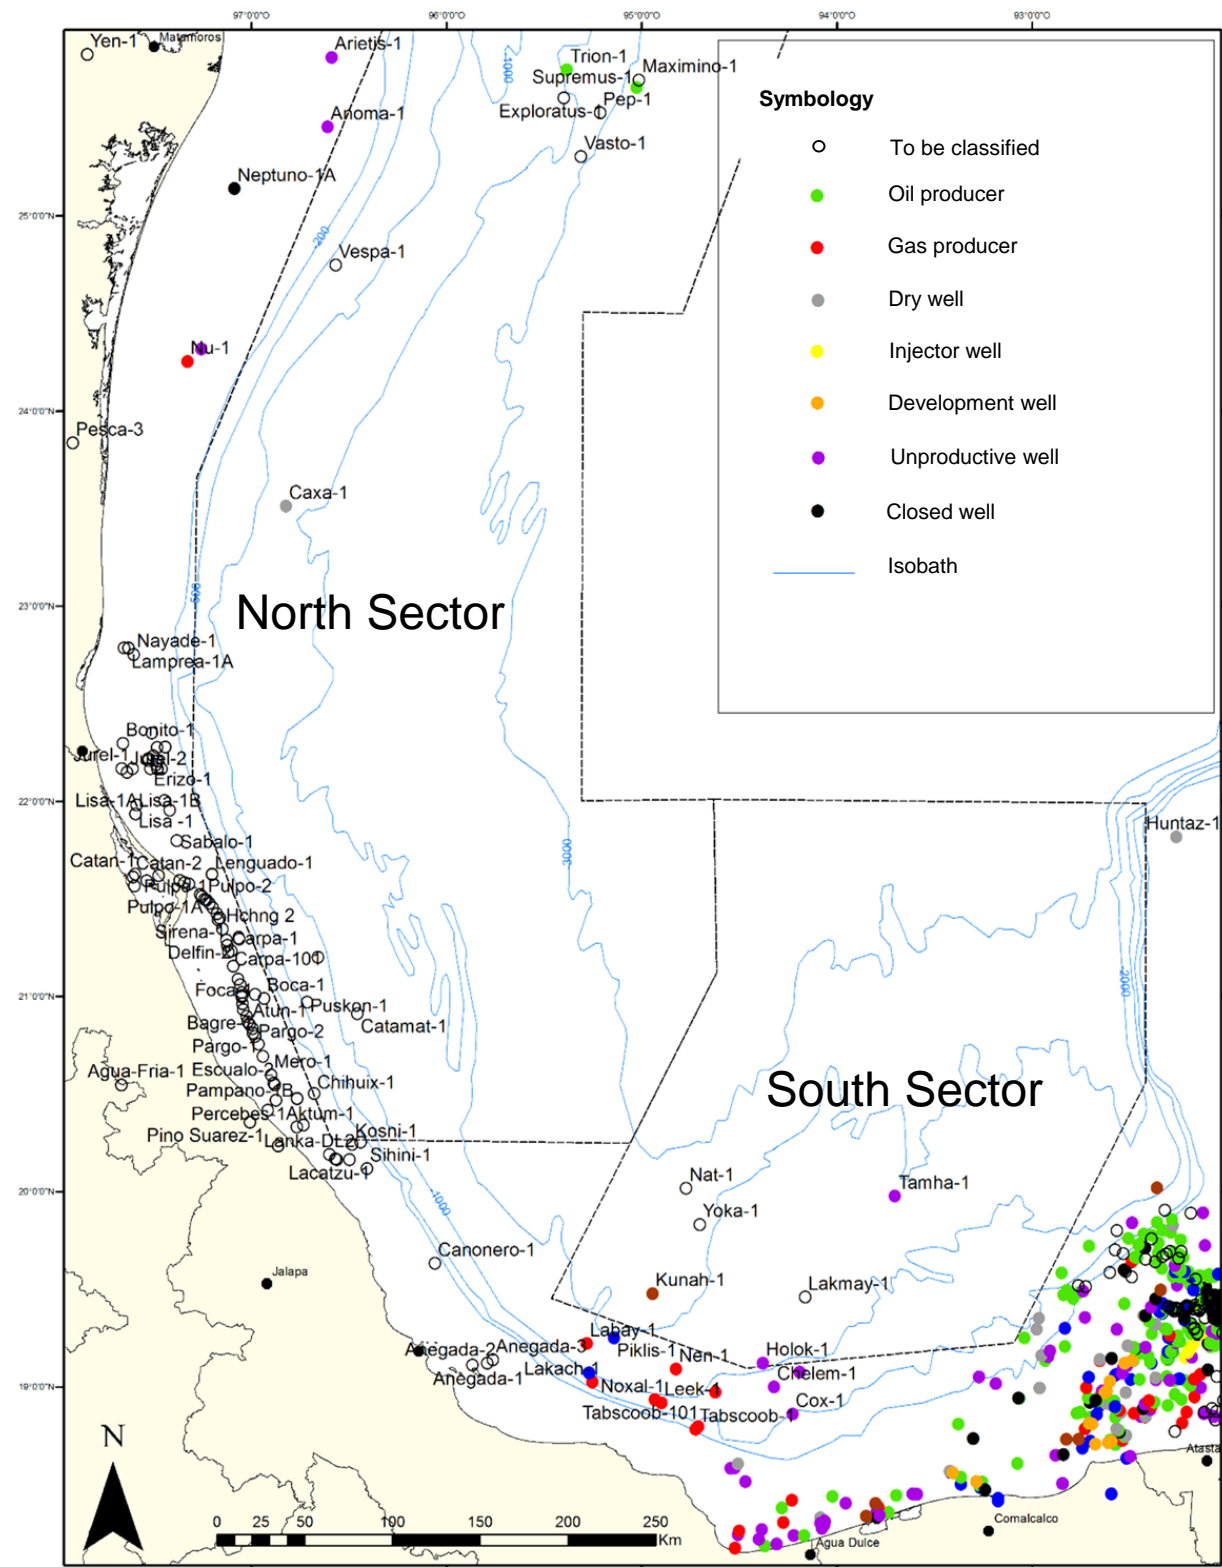 97°0'0"O
96°0'0"O
95°0'0"O
94°0'0"O
93°0'0"O
Yen-1
Matamoros
Arietis-1
Trion-1
Maximino-1
Supremus-1
Pep-1
Exploratus-1
Anoma-1
Vasto-1
-1000
Neptuno-1A
25°0'0"N
-200
Vespa-1
Nu-1
24°0'0"N
Pesca-3
Caxa-1
23°0'0"N
North Sector
Nayade-1
Lamprea-1A
Bonito-1
Jurel-1
Jurel-2
Erizo-1
22°0'0"N
Lisa-1A
Lisa-1B
Lisa -1
Sabalo-1
Catan-1
Catan-2
Lenguado-1
Pulpo-1
Pulpo-2
Pulpo-1A
Hchng 2
Sirena-1
Carpa-1
Delfin-2
Carpa-101
-3000
Huntaz-1
21°0'0"N
Foca-1
Boca-1
Atun-1
Puskon-1
Catamat-1
Bagre-
Pargo-2
Pargo-1
Mero-1
Escualo-2
Agua-Fria-1
Pampano-1B
Chihuix-1
Percebes-1
Aktum-1
Pino Suarez-1
Lanka-DL2
Kosni-1
Sihini-1
Lacatzu-1
-2000
South Sector
20°0'0"N
Nat-1
Tamha-1
Yoka-1
-1000
Canonero-1
Jalapa
Kunah-1
Lakmay-1
Labay-1
Piklis-1
Nen-1
Holok-1
Anegada-2
Anegada-3
Anegada-1
Lakach-1
Chelem-1
19°0'0"N
Noxal-1
Leek-1
Cox-1
Tabscoob-101
Tabscoob-1
Atasta
Comalcalco
Agua Dulce
N
0 25 50 100 150 200 250
Km
Symbology
To be classified
Oil producer
Gas producer
Dry well
Injector well
Development well
Unproductive well
Closed well
Isobath